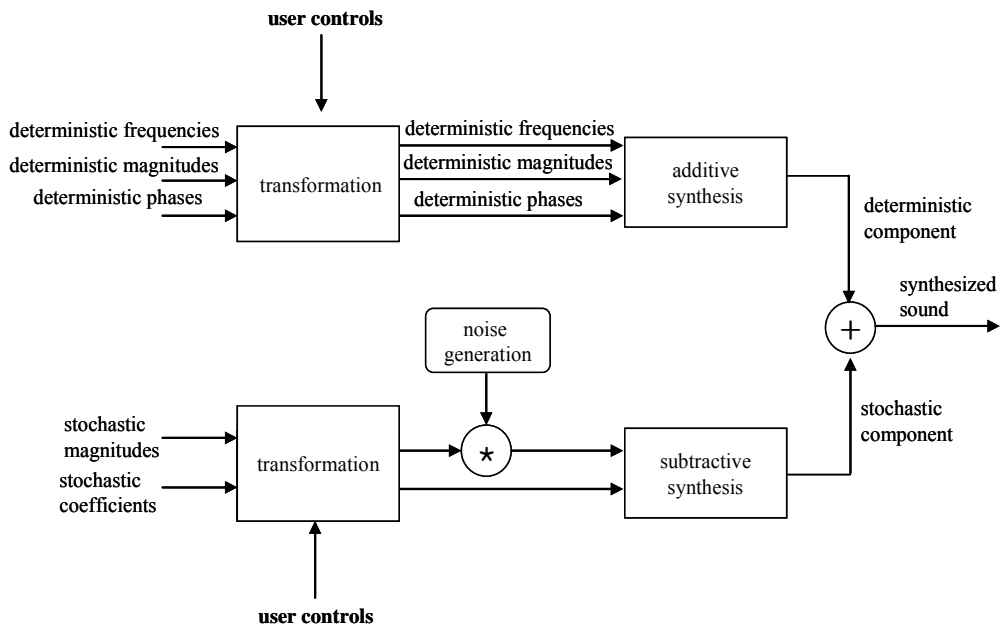 user controls
deterministic frequencies
deterministic magnitudes
deterministic phases
transformation
deterministic frequencies
deterministic magnitudes
deterministic phases
additive
synthesis
deterministic
component
synthesized
sound
+
noise
generation
stochastic
magnitudes
stochastic
coefficients
transformation
*
subtractive
synthesis
stochastic
component
user controls